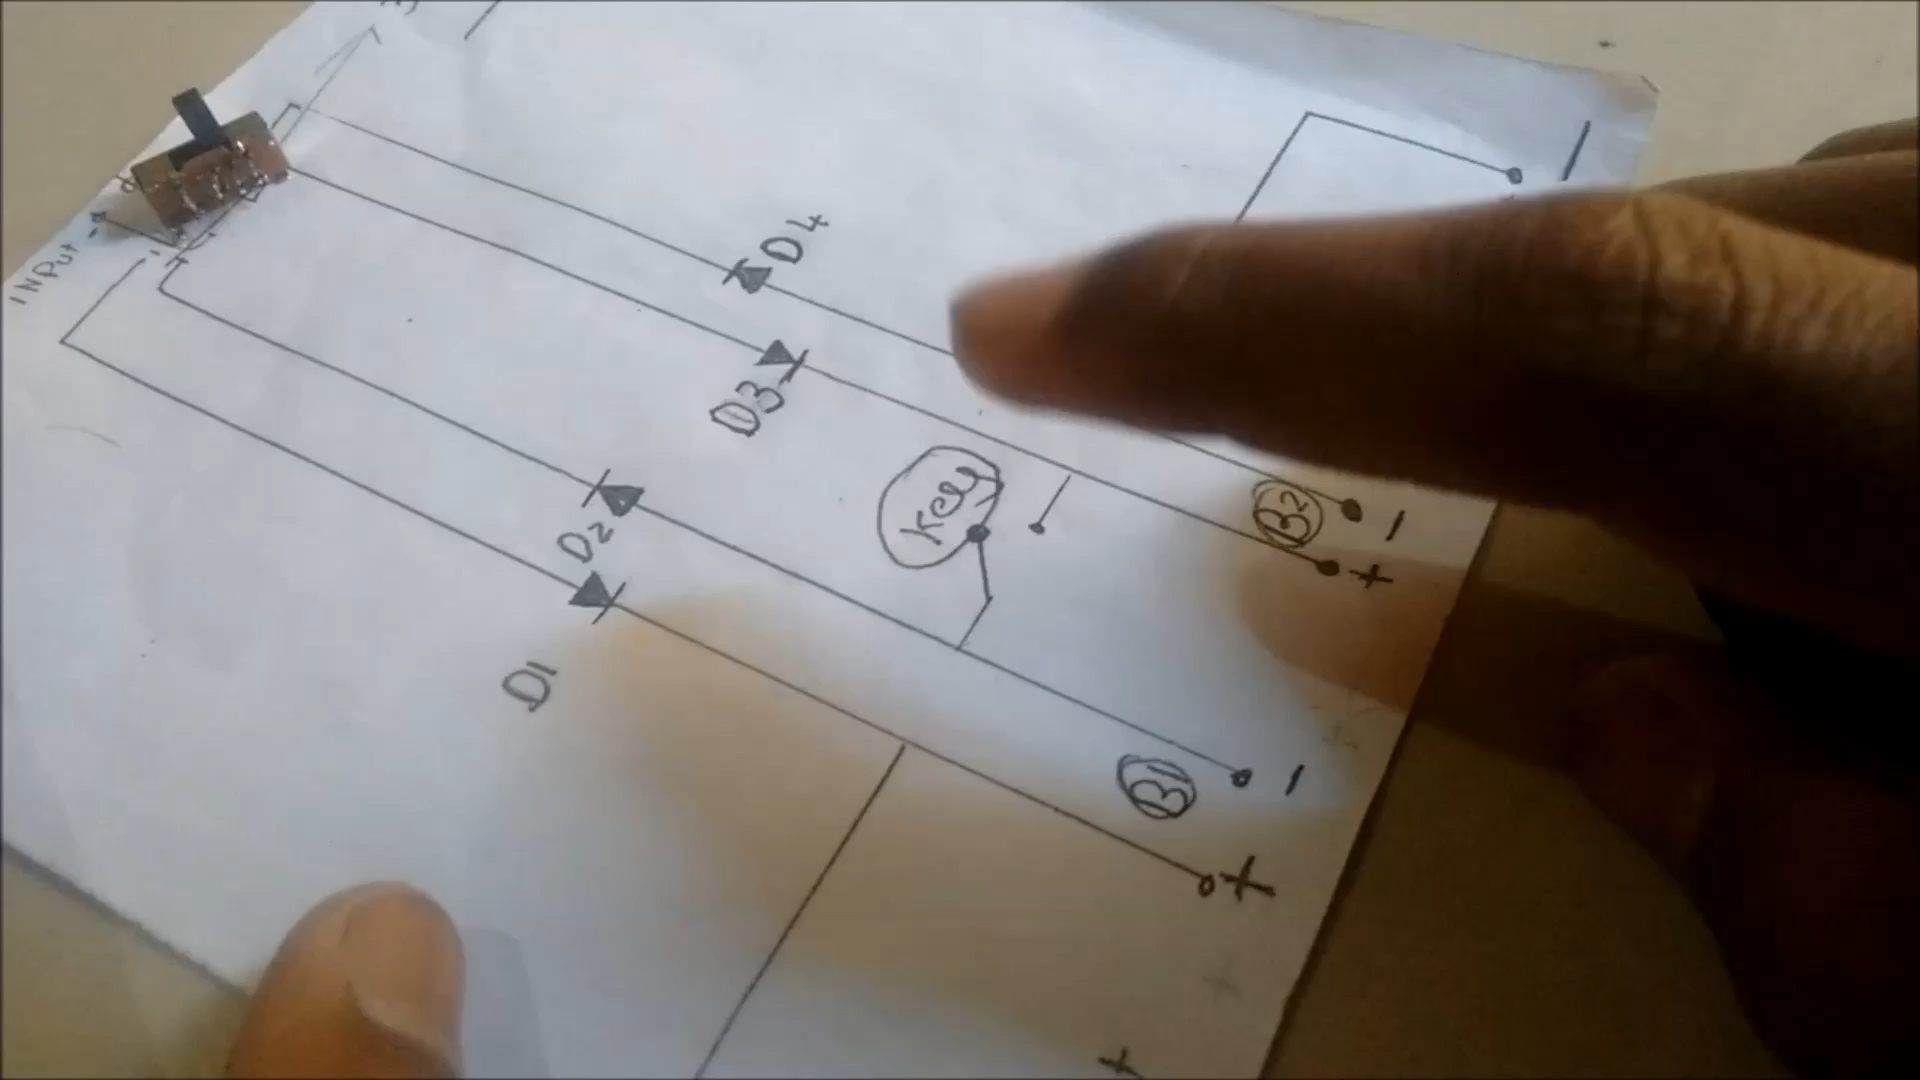 INPUT
+
-
D4
D3
Key
B2
-
+
D2
D1
B1
-
+
-
+